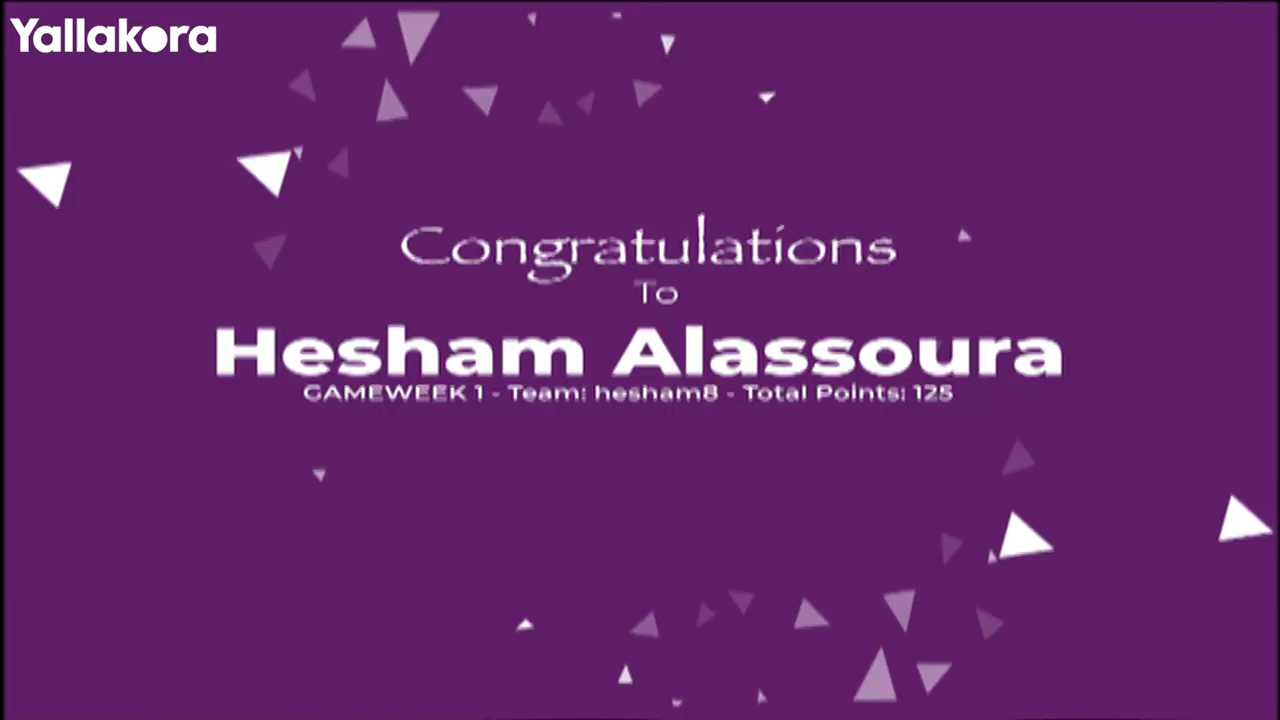 Yallakora
Congratulations
To
Hesham Alassoura
GAMEWEEK 1 - Team: hesham8 - Total Points: 125